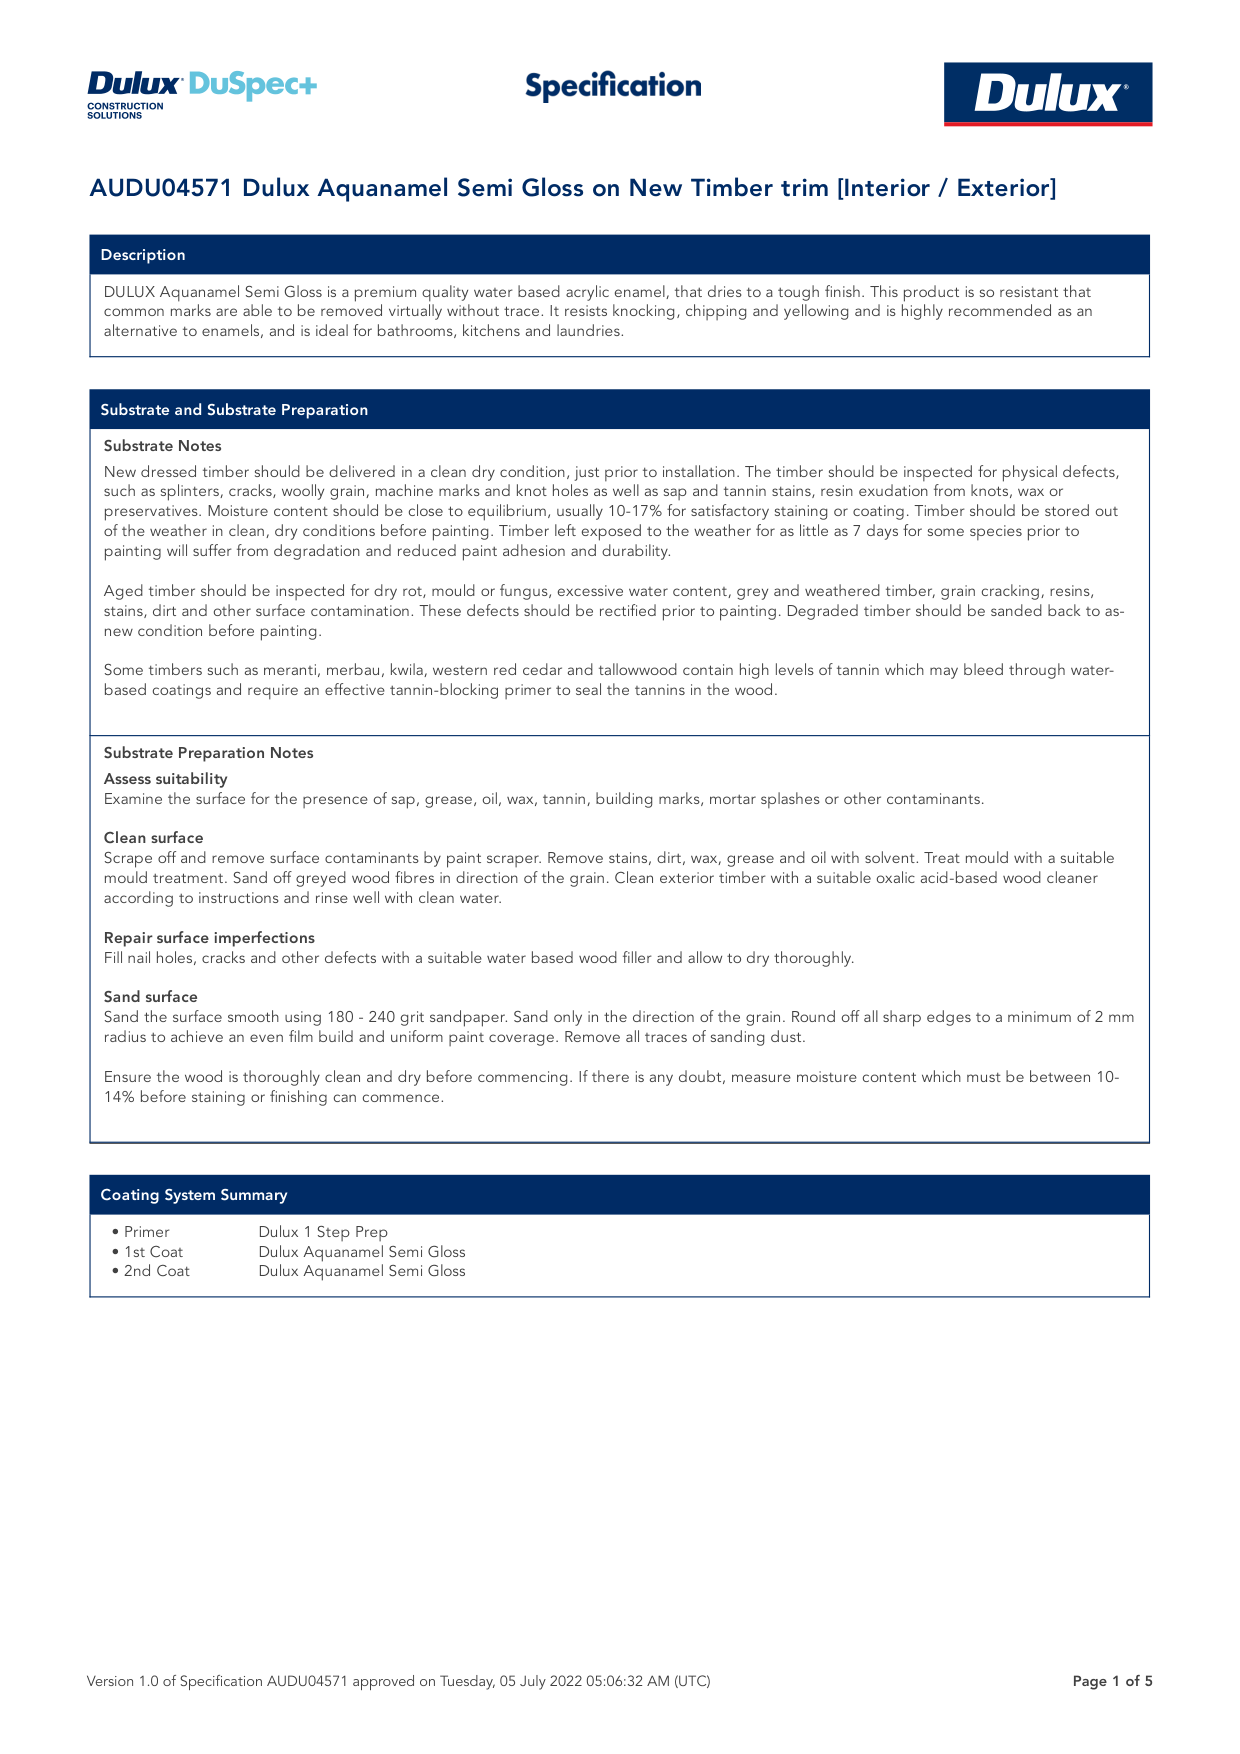 Dulux DuSpec+
CONSTRUCTION
SOLUTIONS
Specification
Dulux®
AUDU04571 Dulux Aquanamel Semi Gloss on New Timber trim [Interior / Exterior]
Description
DULUX Aquanamel Semi Gloss is a premium quality water based acrylic enamel, that dries to a tough finish. This product is so resistant that
common marks are able to be removed virtually without trace. It resists knocking, chipping and yellowing and is highly recommended as an
alternative to enamels, and is ideal for bathrooms, kitchens and laundries.
Substrate and Substrate Preparation
Substrate Notes
New dressed timber should be delivered in a clean dry condition, just prior to installation. The timber should be inspected for physical defects,
such as splinters, cracks, woolly grain, machine marks and knot holes as well as sap and tannin stains, resin exudation from knots, wax or
preservatives. Moisture content should be close to equilibrium, usually 10-17% for satisfactory staining or coating. Timber should be stored out
of the weather in clean, dry conditions before painting. Timber left exposed to the weather for as little as 7 days for some species prior to
painting will suffer from degradation and reduced paint adhesion and durability.
Aged timber should be inspected for dry rot, mould or fungus, excessive water content, grey and weathered timber, grain cracking, resins,
stains, dirt and other surface contamination. These defects should be rectified prior to painting. Degraded timber should be sanded back to as-
new condition before painting.
Some timbers such as meranti, merbau, kwila, western red cedar and tallowwood contain high levels of tannin which may bleed through water-
based coatings and require an effective tannin-blocking primer to seal the tannins in the wood.
Substrate Preparation Notes
Assess suitability
Examine the surface for the presence of sap, grease, oil, wax, tannin, building marks, mortar splashes or other contaminants.
Clean surface
Scrape off and remove surface contaminants by paint scraper. Remove stains, dirt, wax, grease and oil with solvent. Treat mould with a suitable
mould treatment. Sand off greyed wood fibres in direction of the grain. Clean exterior timber with a suitable oxalic acid-based wood cleaner
according to instructions and rinse well with clean water.
Repair surface imperfections
Fill nail holes, cracks and other defects with a suitable water based wood filler and allow to dry thoroughly.
Sand surface
Sand the surface smooth using 180 - 240 grit sandpaper. Sand only in the direction of the grain. Round off all sharp edges to a minimum of 2 mm
radius to achieve an even film build and uniform paint coverage. Remove all traces of sanding dust.
Ensure the wood is thoroughly clean and dry before commencing. If there is any doubt, measure moisture content which must be between 10-
14% before staining or finishing can commence.
Coating System Summary
• Primer Dulux 1 Step Prep
• 1st Coat Dulux Aquanamel Semi Gloss
• 2nd Coat Dulux Aquanamel Semi Gloss
Version 1.0 of Specification AUDU04571 approved on Tuesday, 05 July 2022 05:06:32 AM (UTC)
Page 1 of 5